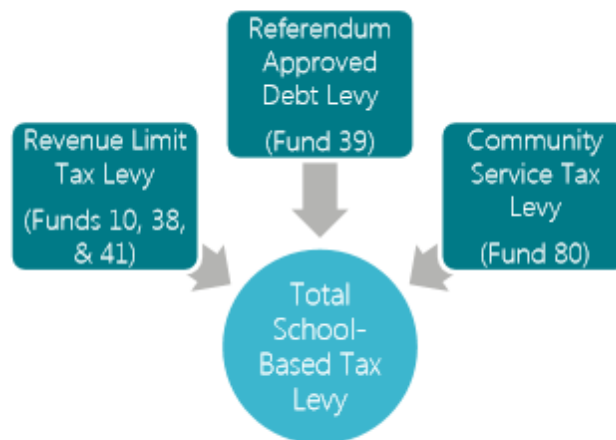 Referendum
Approved
Debt Levy
(Fund 39)
Revenue Limit
Tax Levy
(Funds 10, 38,
& 41)
Community
Service Tax
Levy
(Fund 80)
Total
School-
Based Tax
Levy